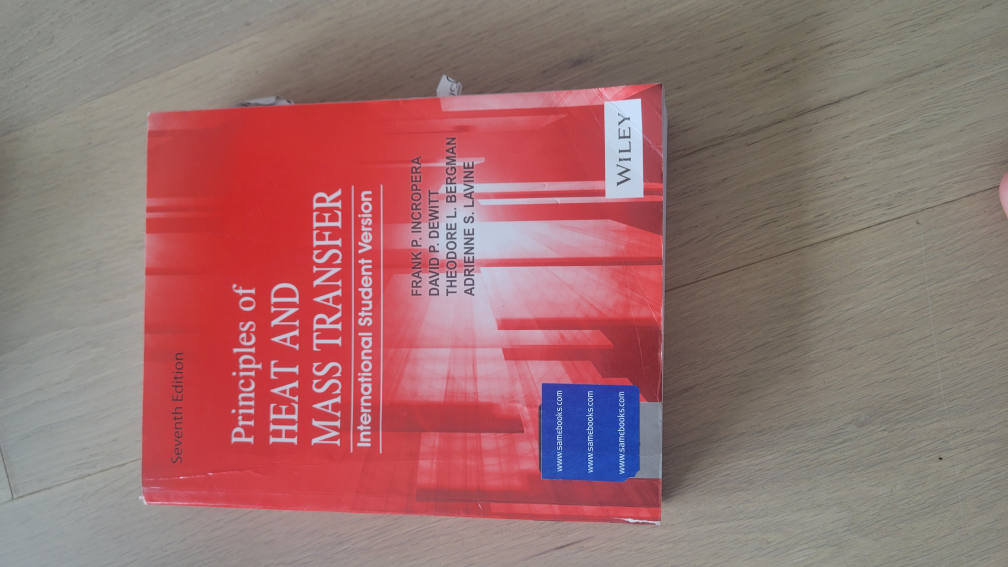 Seventh Edition
Principles of
HEAT AND
MASS TRANSFER
International Student Version
FRANK P. INCROPERA
DAVID P. DEWITT
THEODORE L. BERGMAN
ADRIENNE S. LAVINE
www.samebooks.com
www.samebooks.com
www.samebooks.com
WILEY